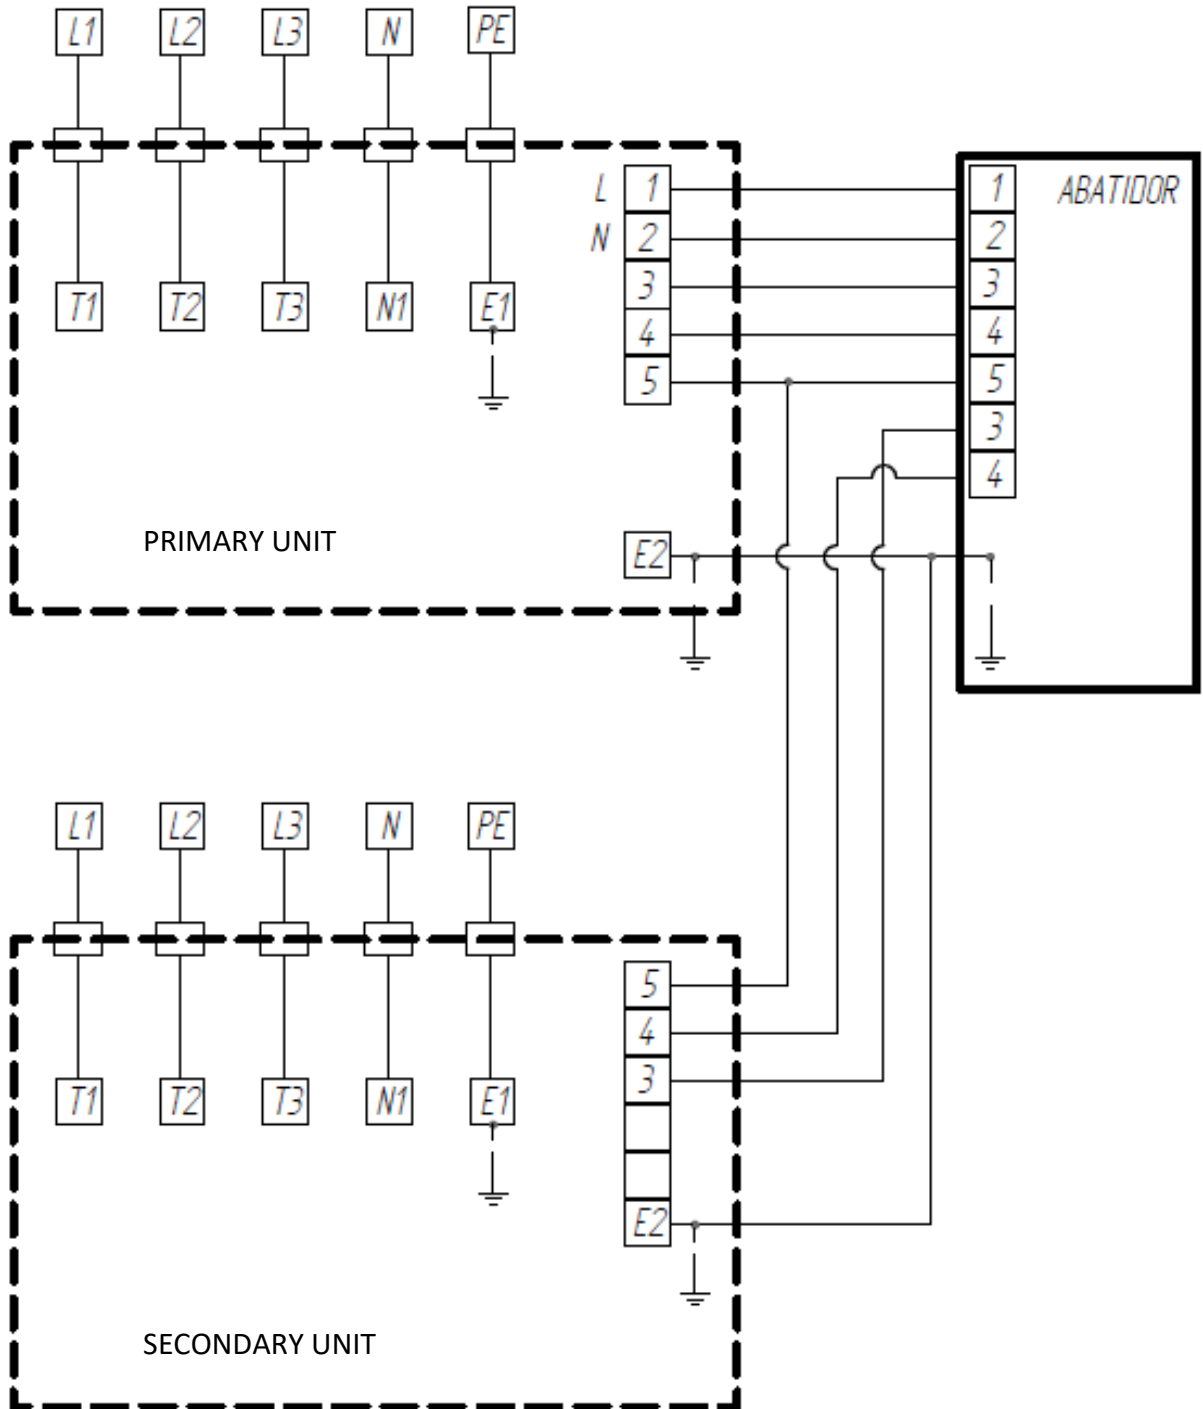 L1 L2 L3 N PE
L 1 1 ABATIDOR
N 2 2
3 3
T1 T2 T3 N1 E1
4 4
5 5
3
4
PRIMARY UNIT
E2
L1 L2 L3 N PE
5
4
3
T1 T2 T3 N1 E1
E2
SECONDARY UNIT